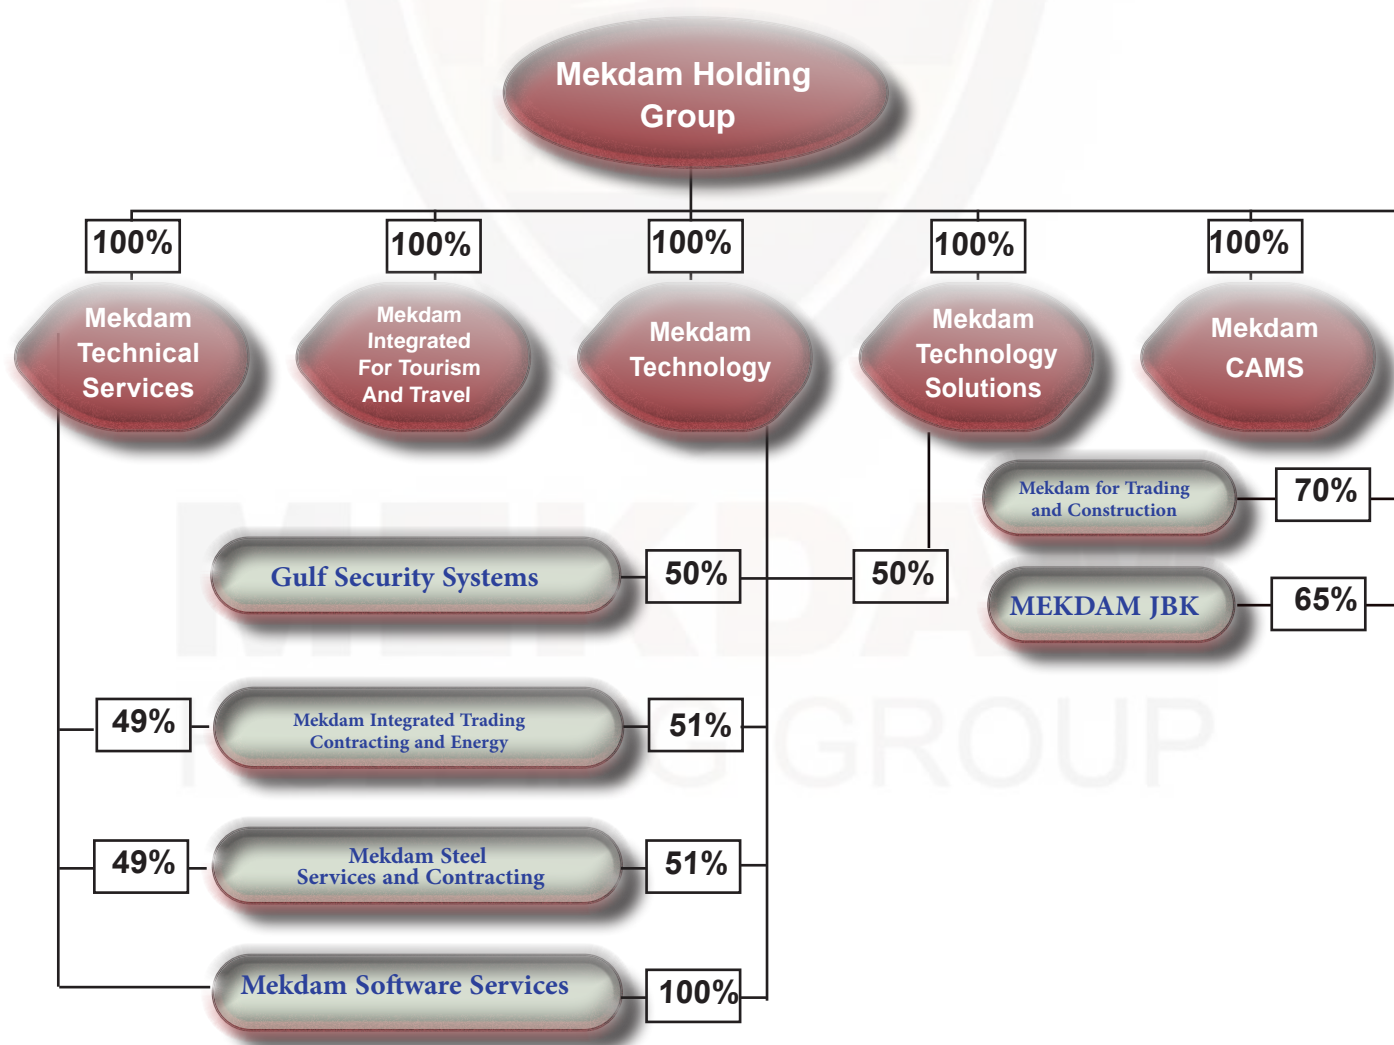 Mekdam Holding
Group
100%
100%
100%
100%
100%
Mekdam
Technical
Services
Mekdam
Integrated
For Tourism
And Travel
Mekdam
Technology
Mekdam
Technology
Solutions
Mekdam
CAMS
Mekdam for Trading
and Construction
70%
Gulf Security Systems
50%
50%
MEKDAM JBK
65%
49%
Mekdam Integrated Trading
Contracting and Energy
51%
49%
Mekdam Steel
Services and Contracting
51%
Mekdam Software Services
100%
MEKDAM
HOLDING GROUP